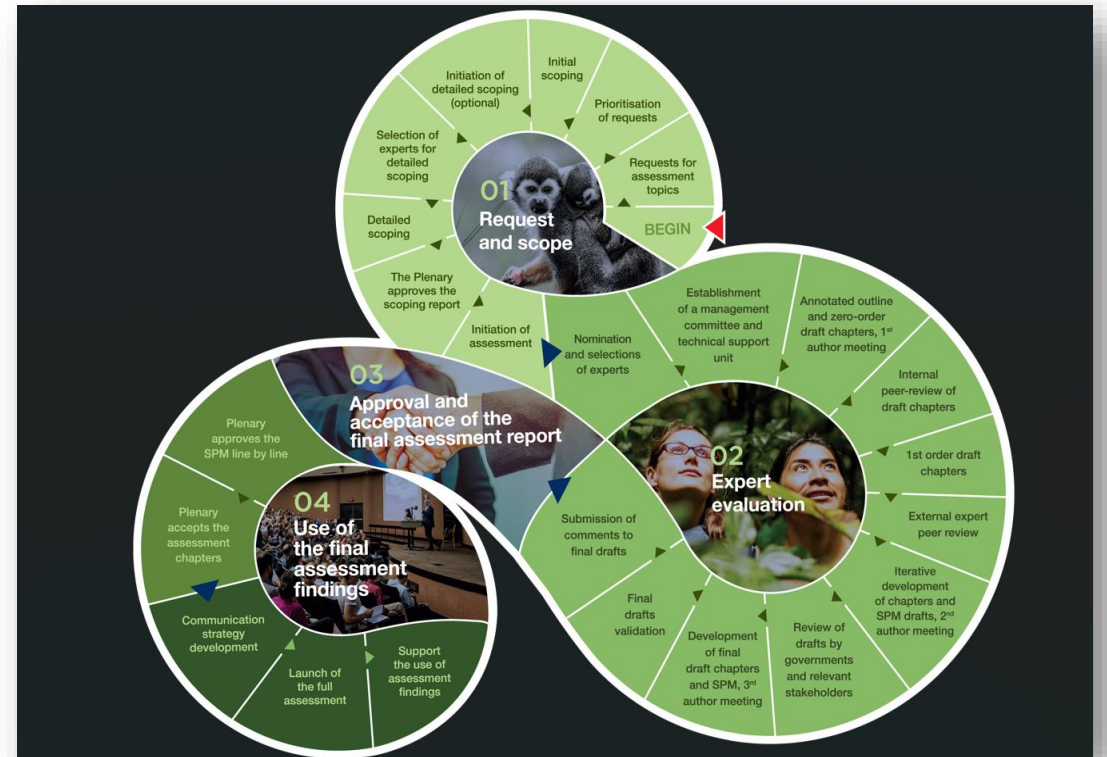 BEGIN
Requests for
assessment
topics
Prioritisation
of requests
Initial
scoping
Initiation of
detailed scoping
(optional)
Selection of
experts for
detailed
scoping
Detailed
scoping
The Plenary
approves the
scoping report
Initiation of
assessment
01
Request
and scope
Nomination
and selections
of experts
Establishment
of a management
committee and
technical support
unit
Annotated outline
and zero-order
draft chapters, 1st
author meeting
Internal
peer-review of
draft chapters
1st order draft
chapters
External expert
peer review
Iterative
development
of chapters and
SPM drafts, 2nd
author meeting
Review of
drafts by
governments
and relevant
stakeholders
Development
of final
draft chapters
and SPM, 3rd
author meeting
Final
drafts
validation
Submission of
comments to
final drafts
02
Expert
evaluation
03
Approval and
acceptance of the
final assessment report
Plenary
approves the
SPM line by line
Plenary
accepts the
assessment
chapters
04
Use of
the final
assessment
findings
Communication
strategy
development
Launch of
the full
assessment
Support
the use of
assessment
findings